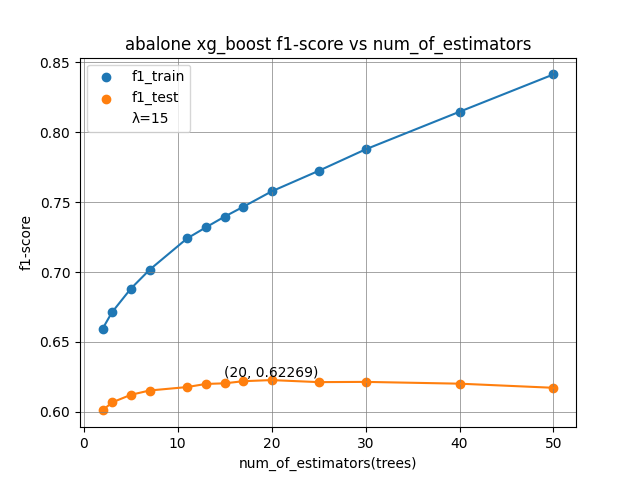 abalone xg_boost f1-score vs num_of_estimators
f1_train
f1_test
λ=15
f1-score
0.85
0.80
0.75
0.70
0.65
0.60
(20, 0.62269)
0 10 20 30 40 50
num_of_estimators(trees)